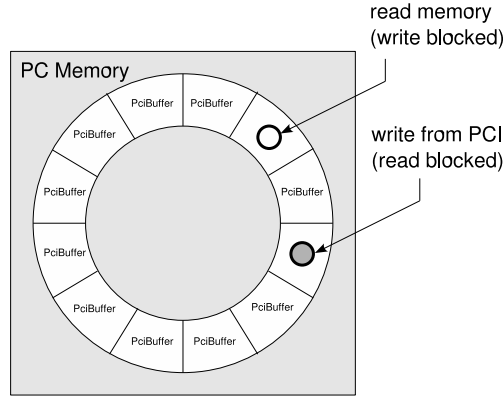 read memory
(write blocked)
PC Memory
PciBuffer PciBuffer
PciBuffer
write from PCI
(read blocked)
PciBuffer
PciBuffer
PciBuffer
PciBuffer
PciBuffer
PciBuffer
PciBuffer PciBuffer